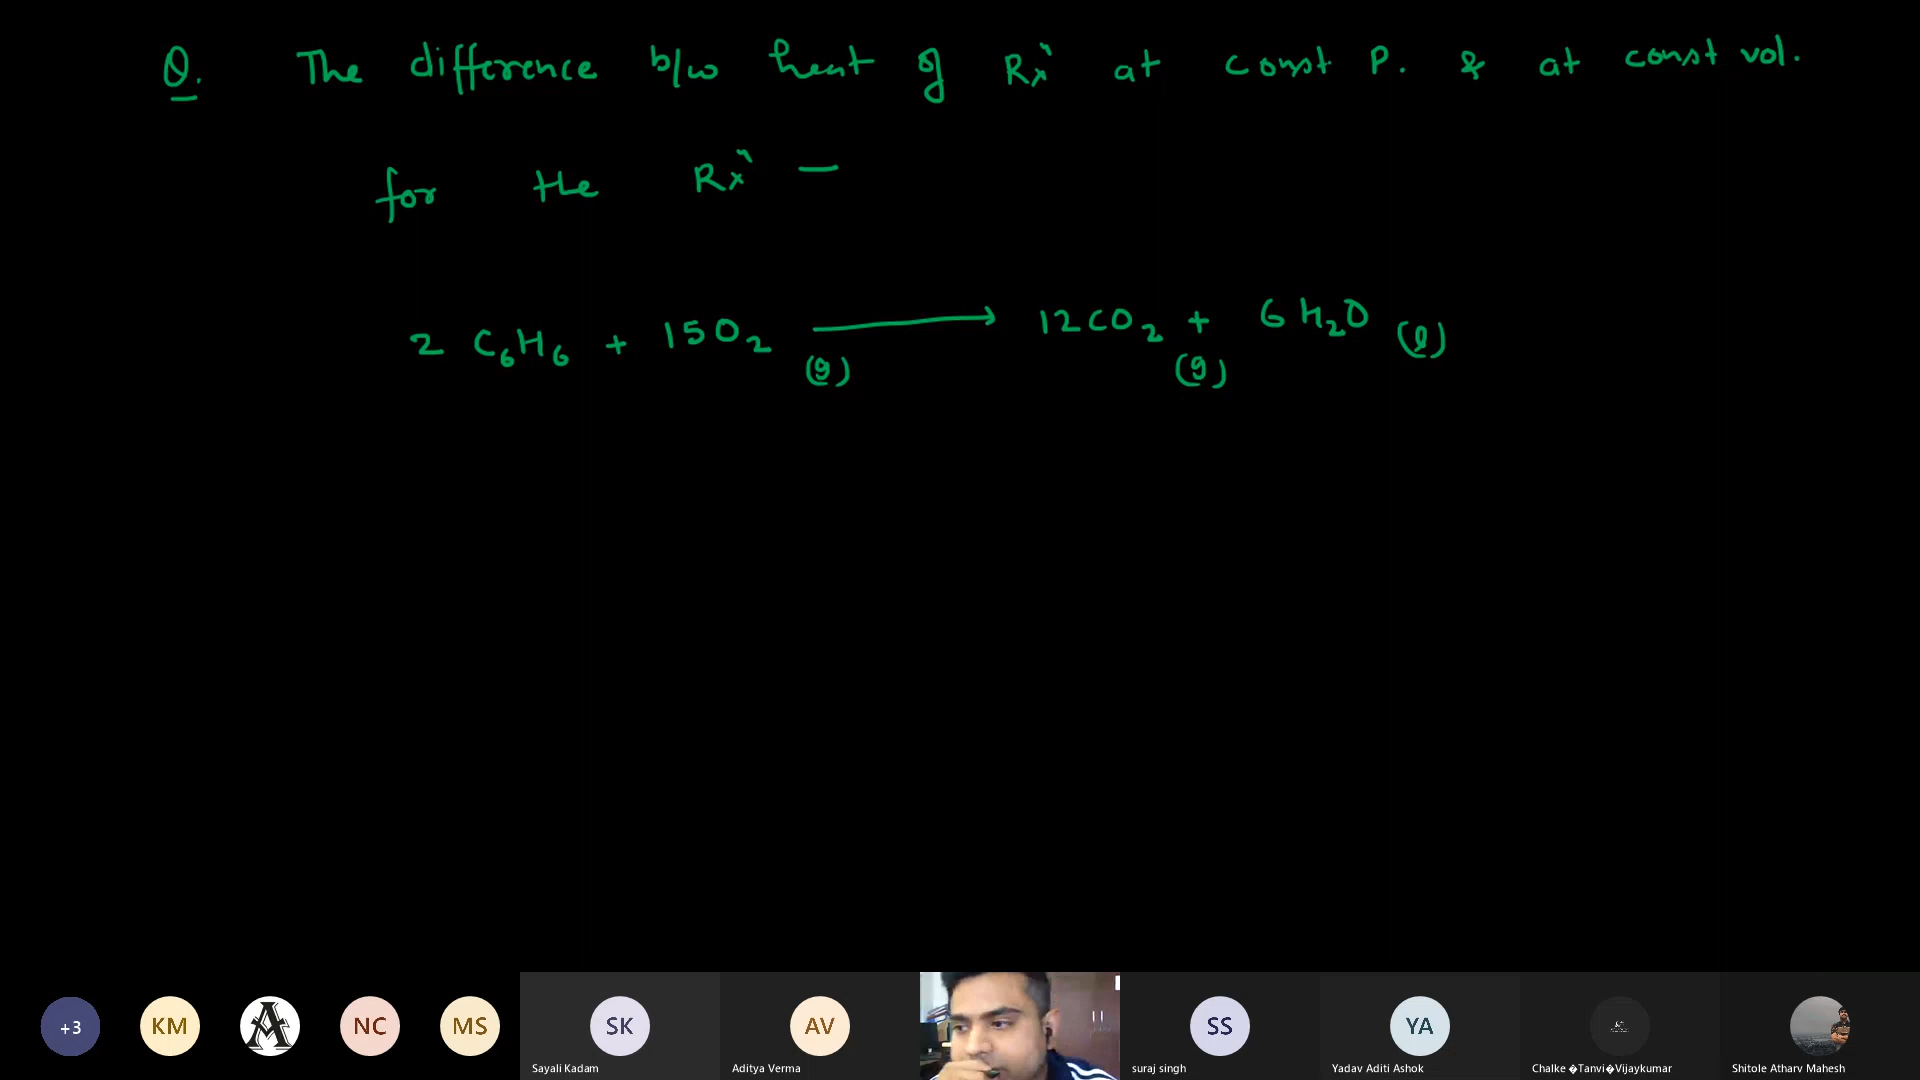 Q. The difference b/w heat of Rxⁿ at const P. & at const vol.
for the Rxⁿ —
2 C₆H₆ + 15O₂ (g) ⟶ 12CO₂ (g) + 6H₂O (l)
+3
KM
NC
MS
SK
AV
SS
YA
Sayali Kadam
Aditya Verma
suraj singh
Yadav Aditi Ashok
Chalke �Tanvi�Vijaykumar
Shitole Atharv Mahesh